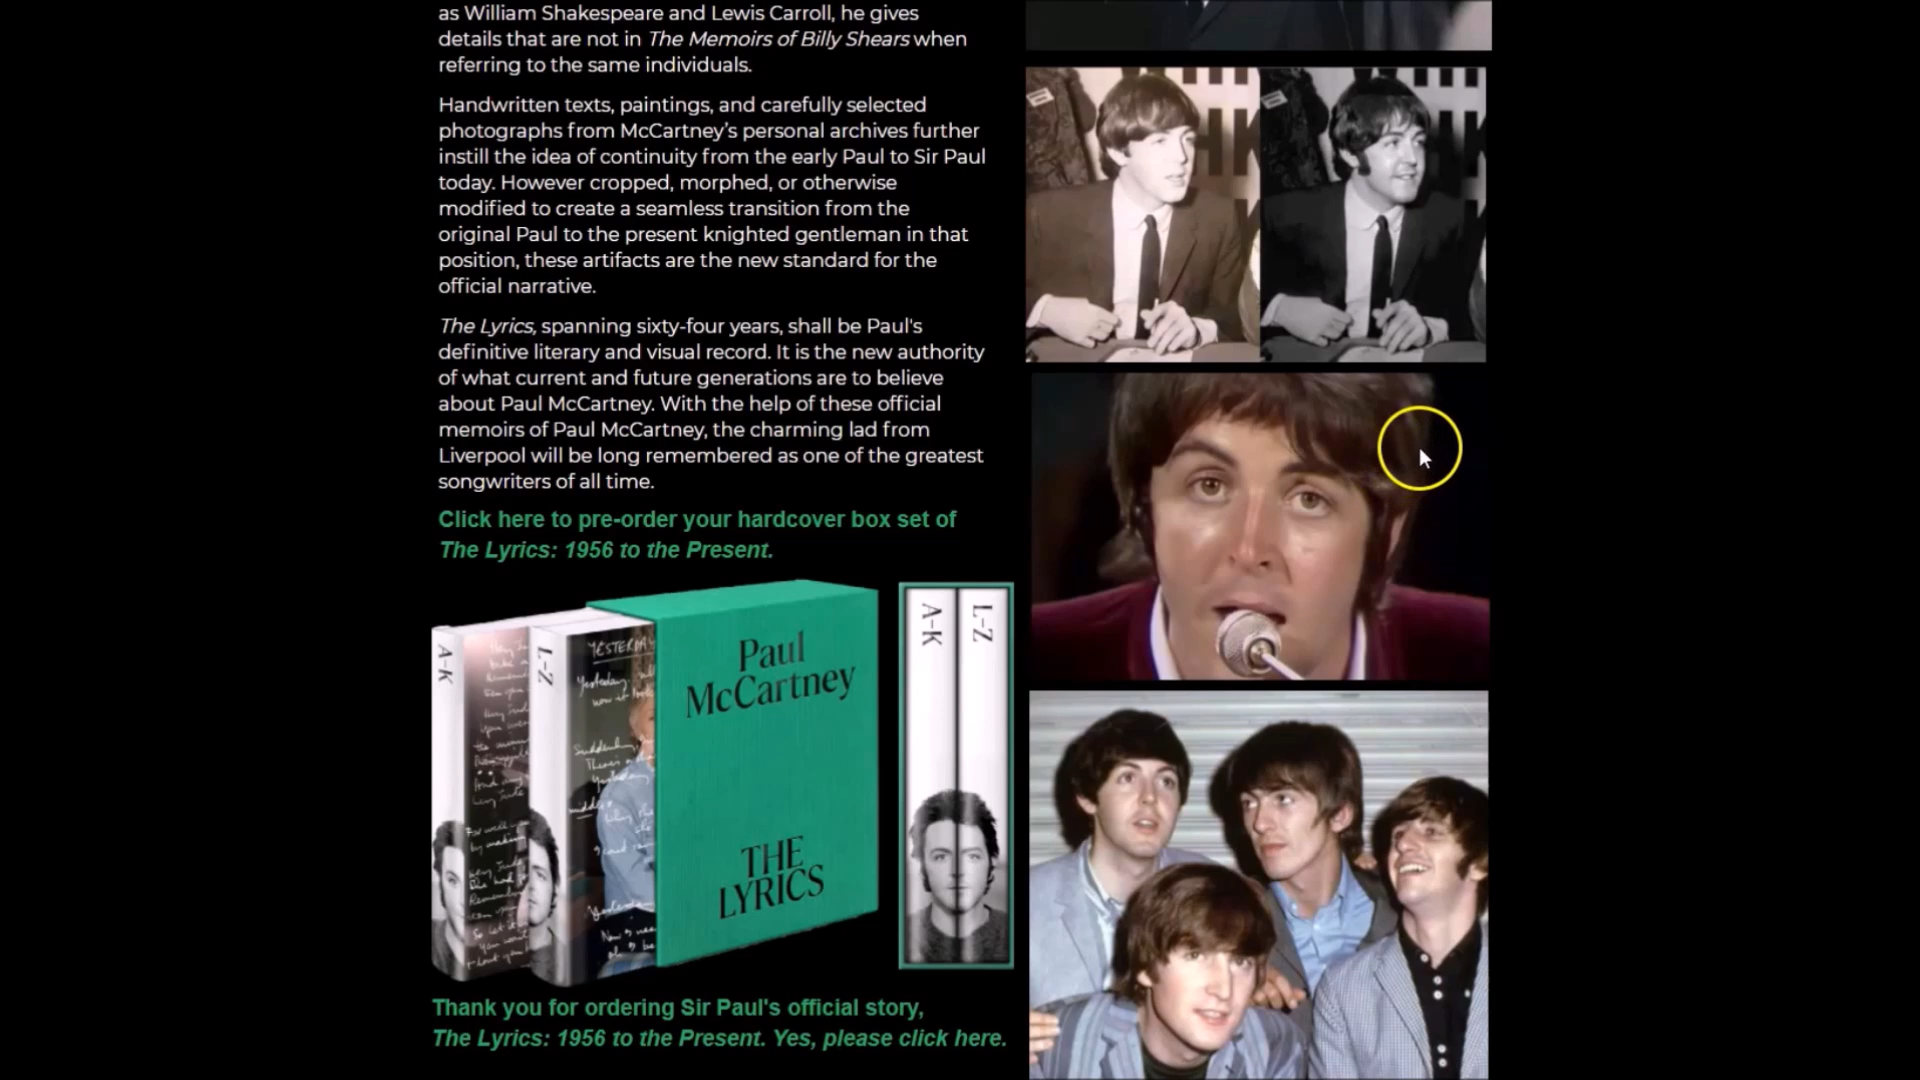 as William Shakespeare and Lewis Carroll, he gives
details that are not in The Memoirs of Billy Shears when
referring to the same individuals.
Handwritten texts, paintings, and carefully selected
photographs from McCartney's personal archives further
instill the idea of continuity from the early Paul to Sir Paul
today. However cropped, morphed, or otherwise
modified to create a seamless transition from the
original Paul to the present knighted gentleman in that
position, these artifacts are the new standard for the
official narrative.
The Lyrics, spanning sixty-four years, shall be Paul's
definitive literary and visual record. It is the new authority
of what current and future generations are to believe
about Paul McCartney. With the help of these official
memoirs of Paul McCartney, the charming lad from
Liverpool will be long remembered as one of the greatest
songwriters of all time.
Click here to pre-order your hardcover box set of
The Lyrics: 1956 to the Present.
A-K
L-Z
YESTERDAY
Yesterday
Suddenly
Paul
McCartney
THE
LYRICS
A-K
L-Z
Thank you for ordering Sir Paul's official story,
The Lyrics: 1956 to the Present. Yes, please click here.